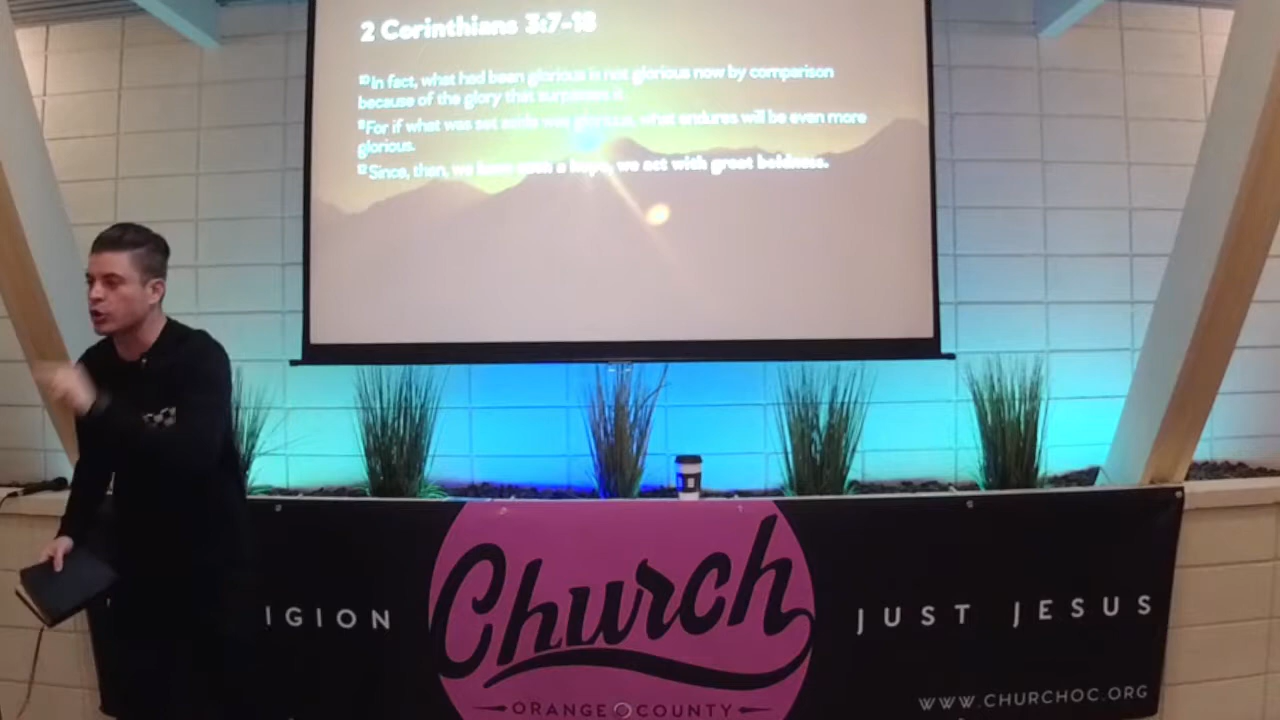 2 Corinthians 3:7-18
10 In fact, what had been glorious is not glorious now by comparison
because of the glory that surpasses it.
For if what was set aside was glorious, what endures will be even more
glorious.
12 Since, then, we have such a hope, we act with great boldness.
IGION
Church
JUST JESUS
ORANGE COUNTY
WWW.CHURCHOC.ORG